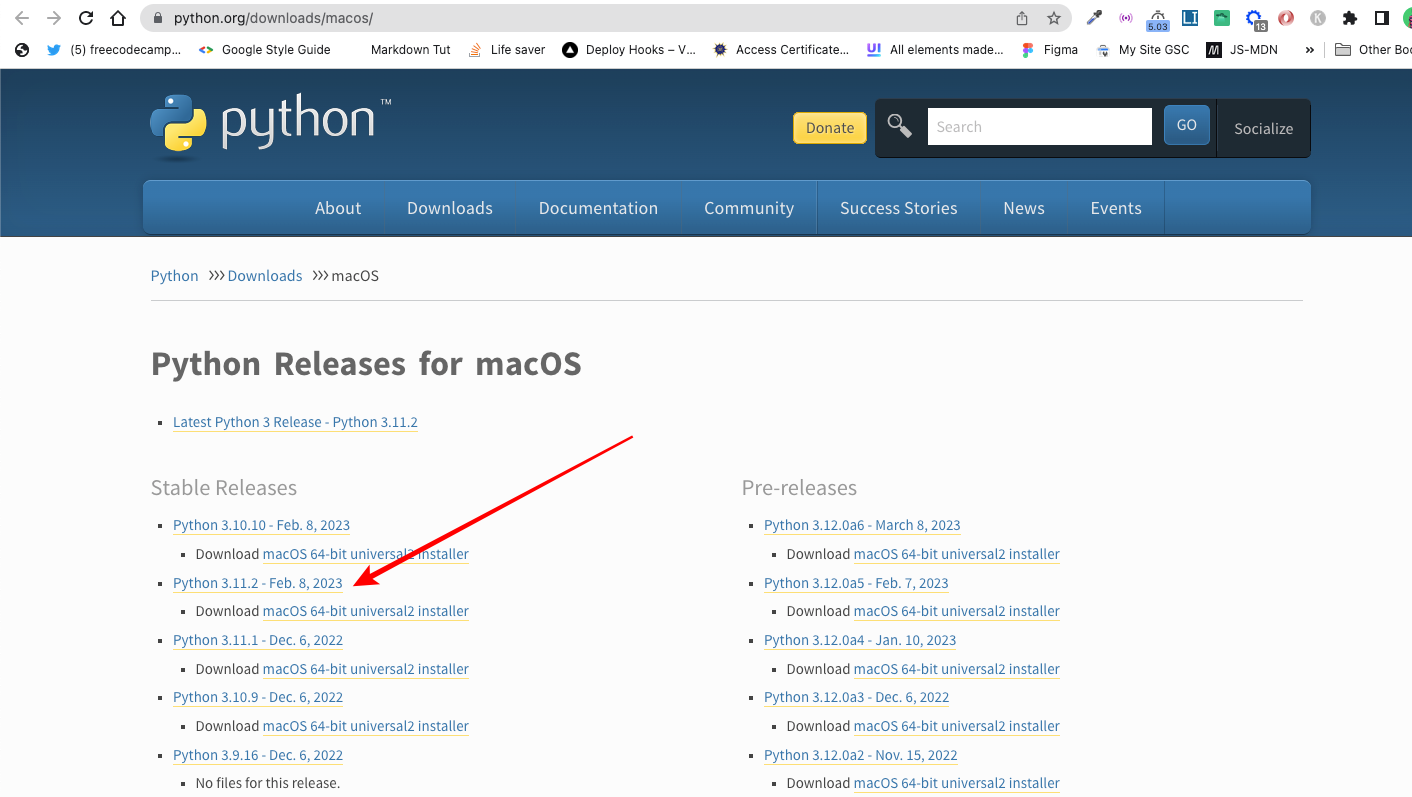 python.org/downloads/macos/
5.03
13
(5) freecodecamp...
Google Style Guide
Markdown Tut
Life saver
Deploy Hooks – V...
Access Certificate...
All elements made...
Figma
My Site GSC
JS-MDN
»
Other Boo
python™
Donate
Search
GO
Socialize
About
Downloads
Documentation
Community
Success Stories
News
Events
Python >>> Downloads >>> macOS
Python Releases for macOS
Latest Python 3 Release - Python 3.11.2
Stable Releases
Python 3.10.10 - Feb. 8, 2023
Download macOS 64-bit universal2 installer
Python 3.11.2 - Feb. 8, 2023
Download macOS 64-bit universal2 installer
Python 3.11.1 - Dec. 6, 2022
Download macOS 64-bit universal2 installer
Python 3.10.9 - Dec. 6, 2022
Download macOS 64-bit universal2 installer
Python 3.9.16 - Dec. 6, 2022
No files for this release.
Pre-releases
Python 3.12.0a6 - March 8, 2023
Download macOS 64-bit universal2 installer
Python 3.12.0a5 - Feb. 7, 2023
Download macOS 64-bit universal2 installer
Python 3.12.0a4 - Jan. 10, 2023
Download macOS 64-bit universal2 installer
Python 3.12.0a3 - Dec. 6, 2022
Download macOS 64-bit universal2 installer
Python 3.12.0a2 - Nov. 15, 2022
Download macOS 64-bit universal2 installer